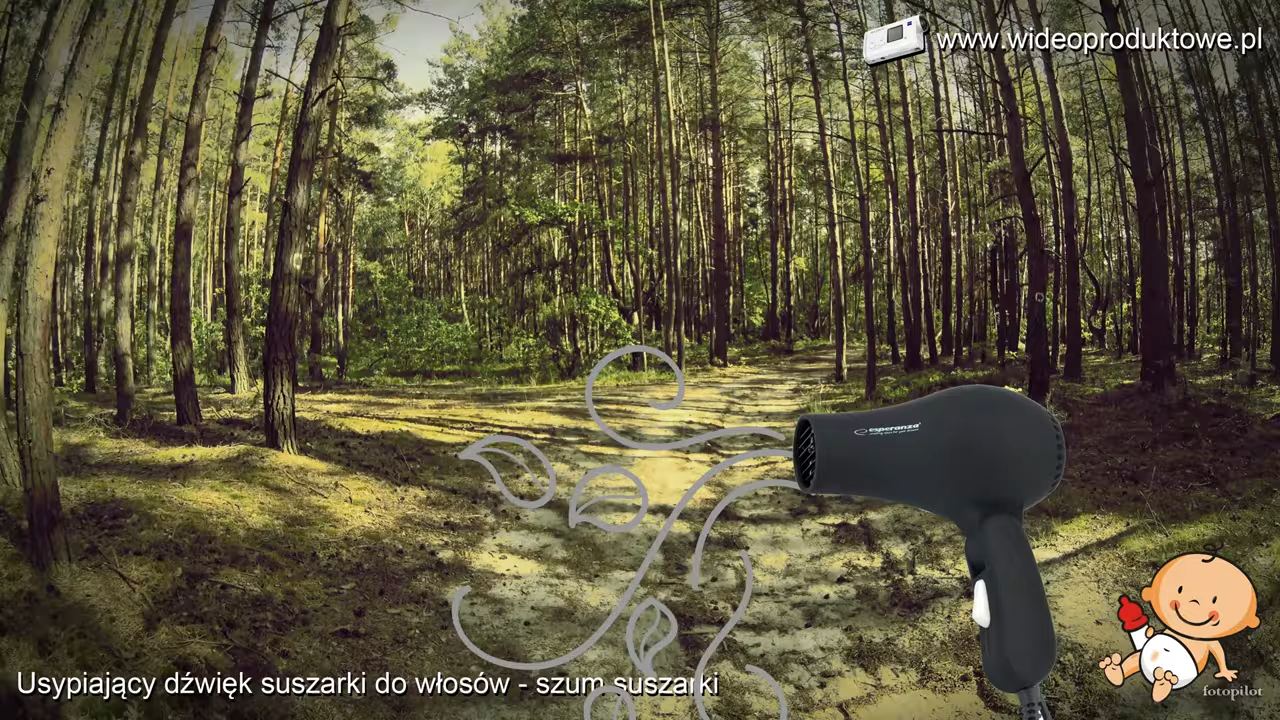 www.wideoproduktowe.pl
esperanza
Usypiający dźwięk suszarki do włosów - szum suszarki
fotopilot